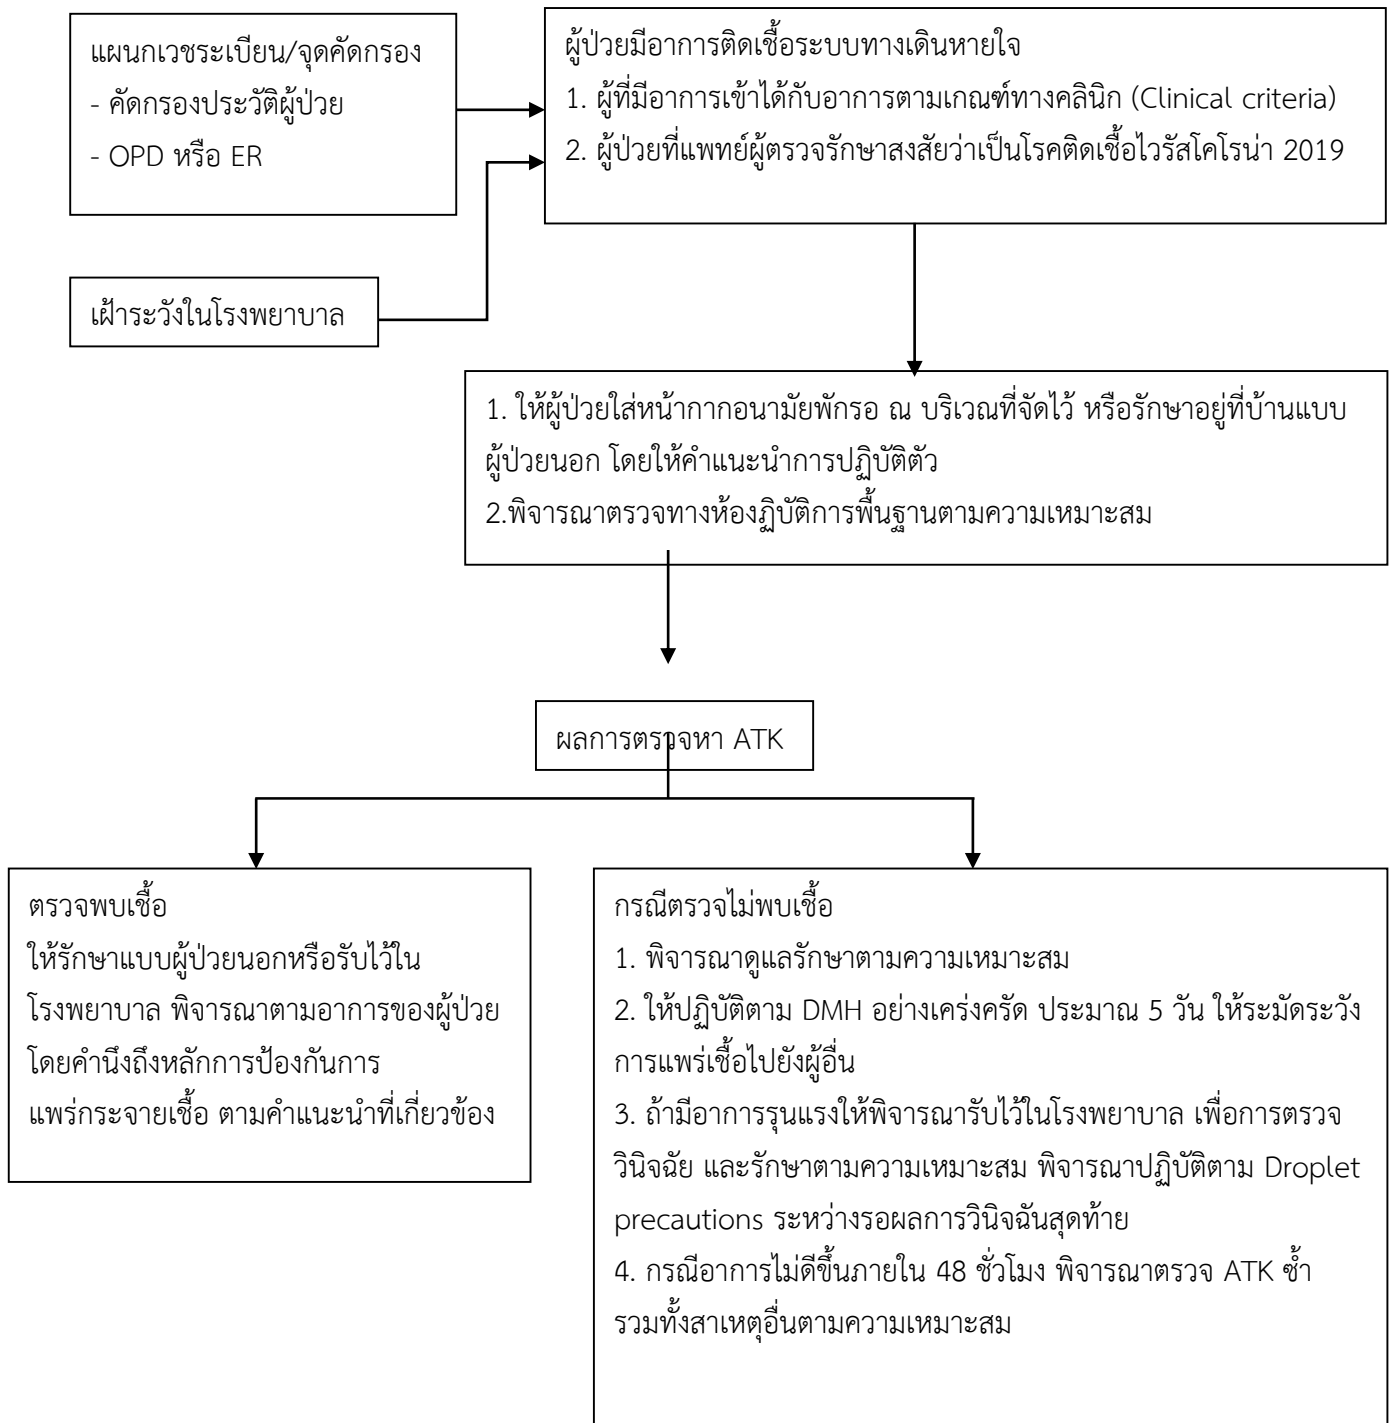 แผนกเวชระเบียน/จุดคัดกรอง
- คัดกรองประวัติผู้ป่วย
- OPD หรือ ER
ผู้ป่วยมีอาการติดเชื้อระบบทางเดินหายใจ
1. ผู้ที่มีอาการเข้าได้กับอาการตามเกณฑ์ทางคลินิก (Clinical criteria)
2. ผู้ป่วยที่แพทย์ผู้ตรวจรักษาสงสัยว่าเป็นโรคติดเชื้อไวรัสโคโรน่า 2019
เฝ้าระวังในโรงพยาบาล
1. ให้ผู้ป่วยใส่หน้ากากอนามัยพักรอ ณ บริเวณที่จัดไว้ หรือรักษาอยู่ที่บ้านแบบ
ผู้ป่วยนอก โดยให้คำแนะนำการปฏิบัติตัว
2.พิจารณาตรวจทางห้องฏิบัติการพื้นฐานตามความเหมาะสม
ผลการตรวจหา ATK
ตรวจพบเชื้อ
ให้รักษาแบบผู้ป่วยนอกหรือรับไว้ใน
โรงพยาบาล พิจารณาตามอาการของผู้ป่วย
โดยคำนึงถึงหลักการป้องกันการ
แพร่กระจายเชื้อ ตามคำแนะนำที่เกี่ยวข้อง
กรณีตรวจไม่พบเชื้อ
1. พิจารณาดูแลรักษาตามความเหมาะสม
2. ให้ปฏิบัติตาม DMH อย่างเคร่งครัด ประมาณ 5 วัน ให้ระมัดระวัง
การแพร่เชื้อไปยังผู้อื่น
3. ถ้ามีอาการรุนแรงให้พิจารณารับไว้ในโรงพยาบาล เพื่อการตรวจ
วินิจฉัย และรักษาตามความเหมาะสม พิจารณาปฏิบัติตาม Droplet
precautions ระหว่างรอผลการวินิจฉันสุดท้าย
4. กรณีอาการไม่ดีขึ้นภายใน 48 ชั่วโมง พิจารณาตรวจ ATK ซ้ำ
รวมทั้งสาเหตุอื่นตามความเหมาะสม